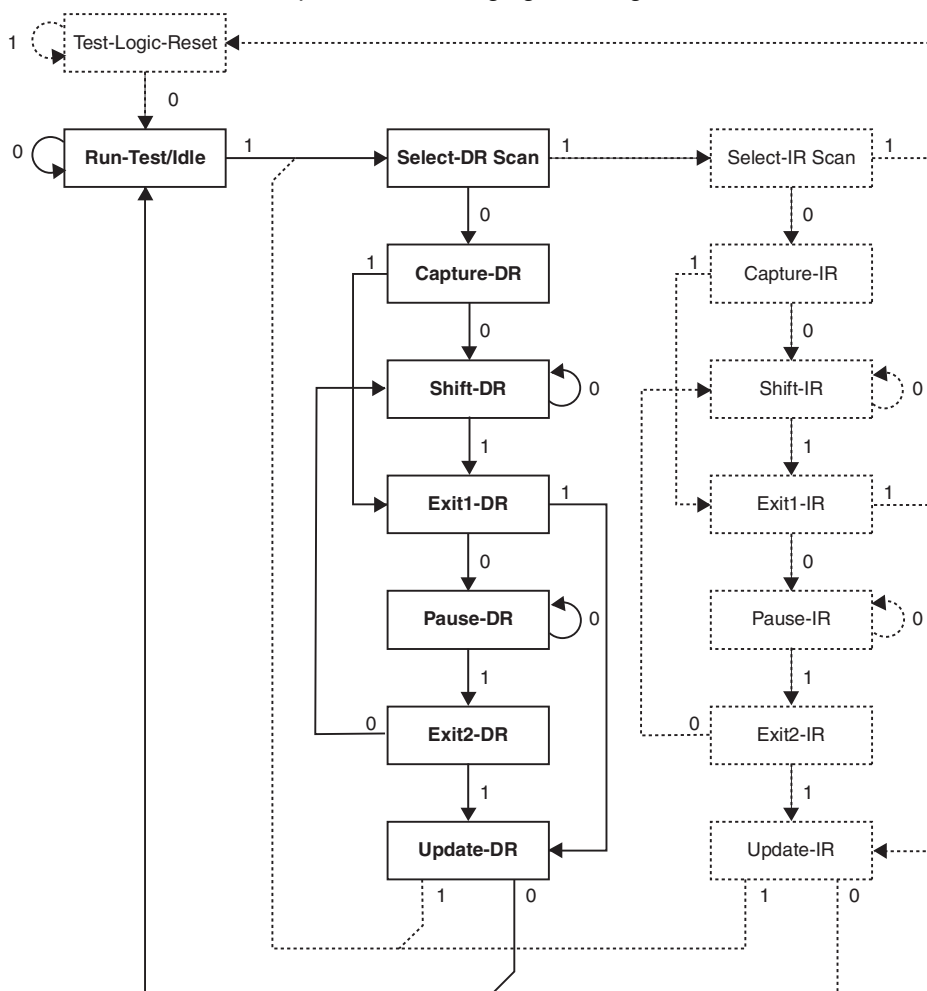 1 Test-Logic-Reset
0
0 Run-Test/Idle 1 Select-DR Scan 1 Select-IR Scan 1
0 0
1 Capture-DR 1 Capture-IR
0 0
Shift-DR 0 Shift-IR 0
1 1
Exit1-DR 1 Exit1-IR 1
0 0
Pause-DR 0 Pause-IR 0
1 1
0 Exit2-DR 0 Exit2-IR
1 1
Update-DR Update-IR
1 0 1 0